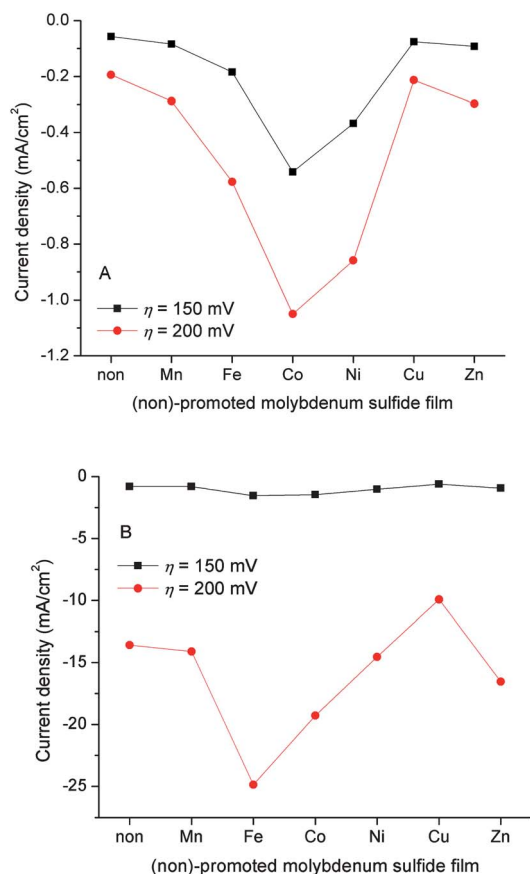 0.0
-0.2
-0.4
-0.6
-0.8
-1.0
-1.2
Current density (mA/cm²)
A
η = 150 mV
η = 200 mV
non Mn Fe Co Ni Cu Zn
(non)-promoted molybdenum sulfide film
0
-5
-10
-15
-20
-25
Current density (mA/cm²)
B
η = 150 mV
η = 200 mV
non Mn Fe Co Ni Cu Zn
(non)-promoted molybdenum sulfide film